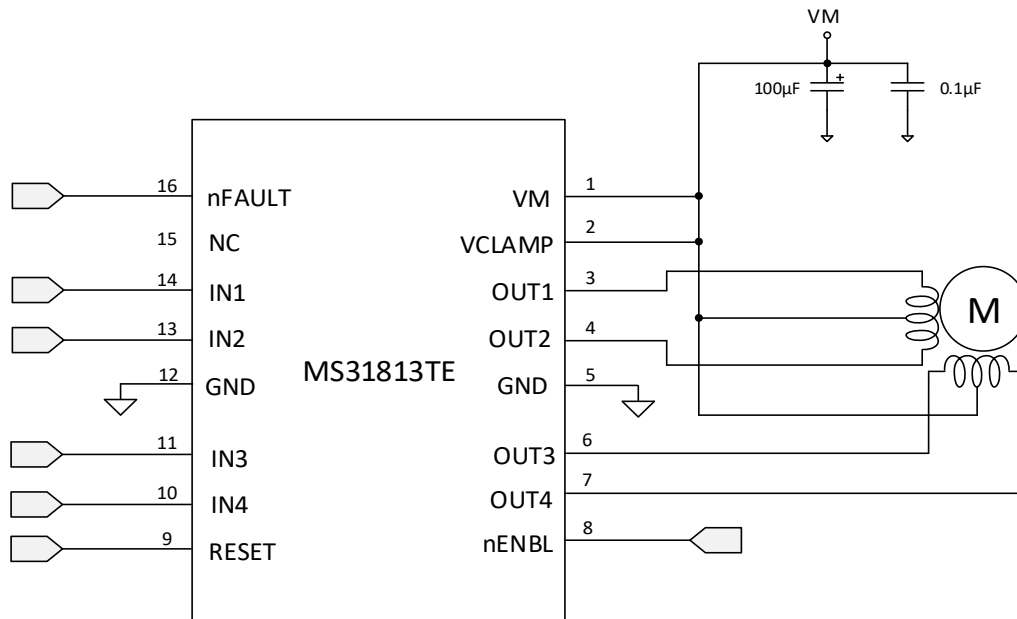 VM
100μF + 0.1μF
16 nFAULT VM 1
15 NC VCLAMP 2
14 IN1 OUT1 3
13 IN2 OUT2 4
M
MS31813TE
12 GND GND 5
11 IN3 OUT3 6
10 IN4 OUT4 7
9 RESET nENBL 8